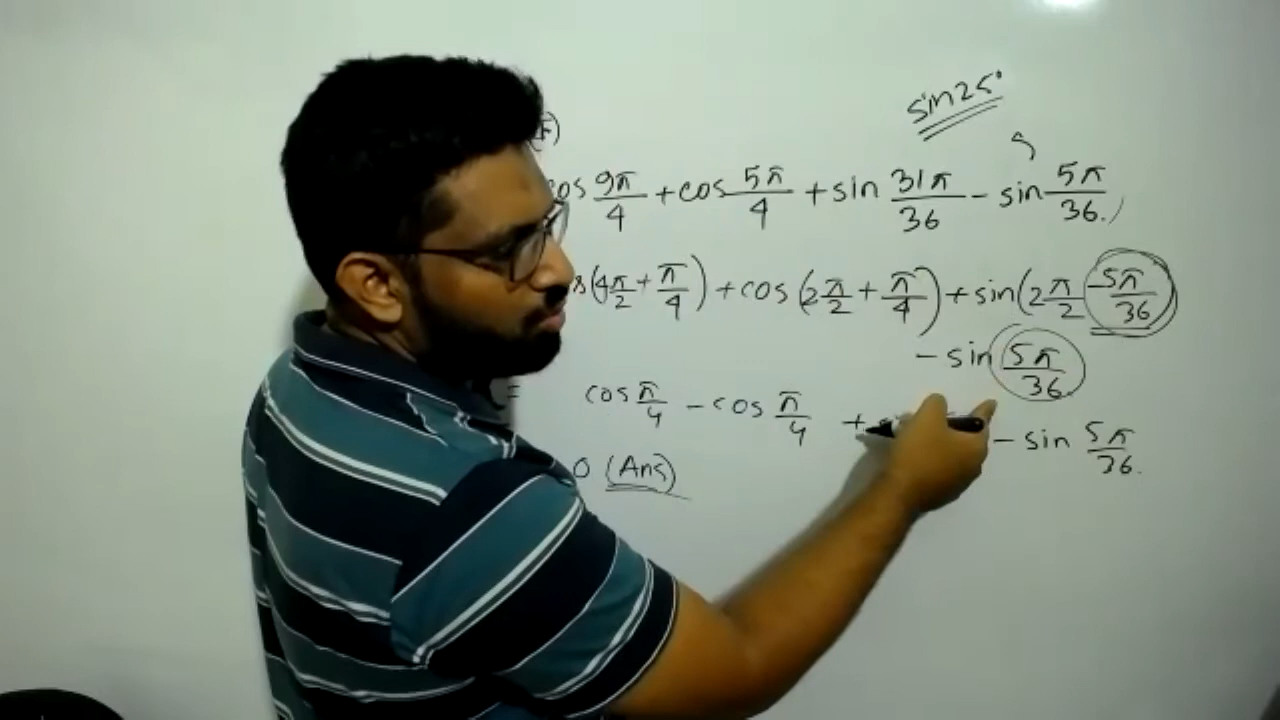 sin25°
cos 9π/4 + cos 5π/4 + sin 31π/36 - sin 5π/36
(4π/2 + π/4) + cos (2π/2 + π/4) + sin (2π/2 - 5π/36)
- sin 5π/36
= cos π/4 - cos π/4 + - sin 5π/36
0 (Ans)